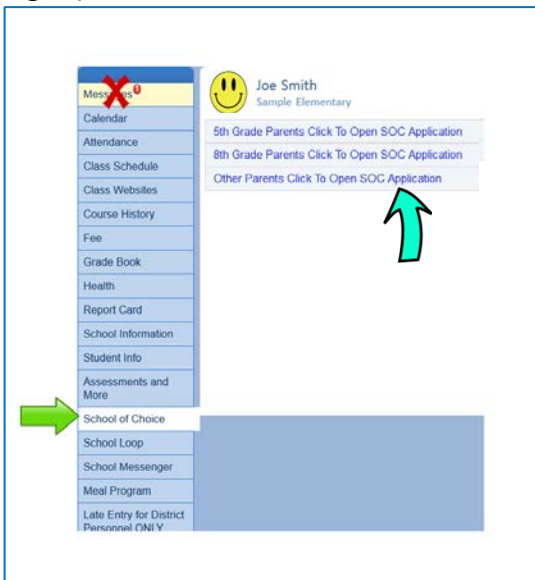 Messages
Joe Smith
Sample Elementary
Calendar
Attendance
Class Schedule
Class Websites
Course History
Fee
Grade Book
Health
Report Card
School Information
Student Info
Assessments and
More
School of Choice
School Loop
School Messenger
Meal Program
Late Entry for District
Personnel ONLY
5th Grade Parents Click To Open SOC Application
8th Grade Parents Click To Open SOC Application
Other Parents Click To Open SOC Application